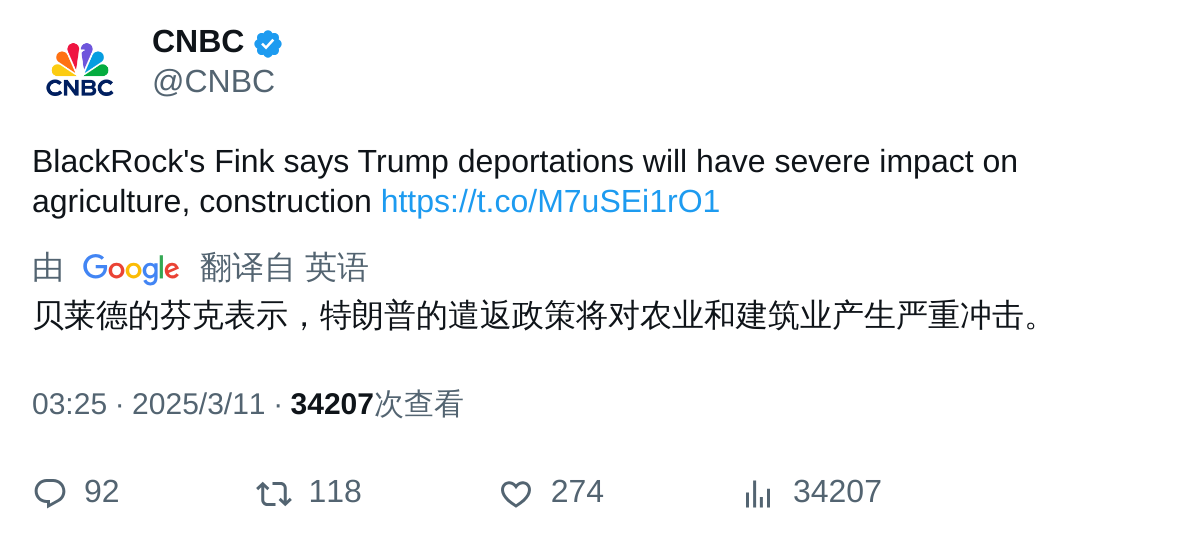 CNBC
CNBC
@CNBC
BlackRock's Fink says Trump deportations will have severe impact on
agriculture, construction https://t.co/M7uSEi1rO1
由 Google 翻译自 英语
贝莱德的芬克表示，特朗普的遣返政策将对农业和建筑业产生严重冲击。
03:25 · 2025/3/11 · 34207次查看
92 118 274 34207